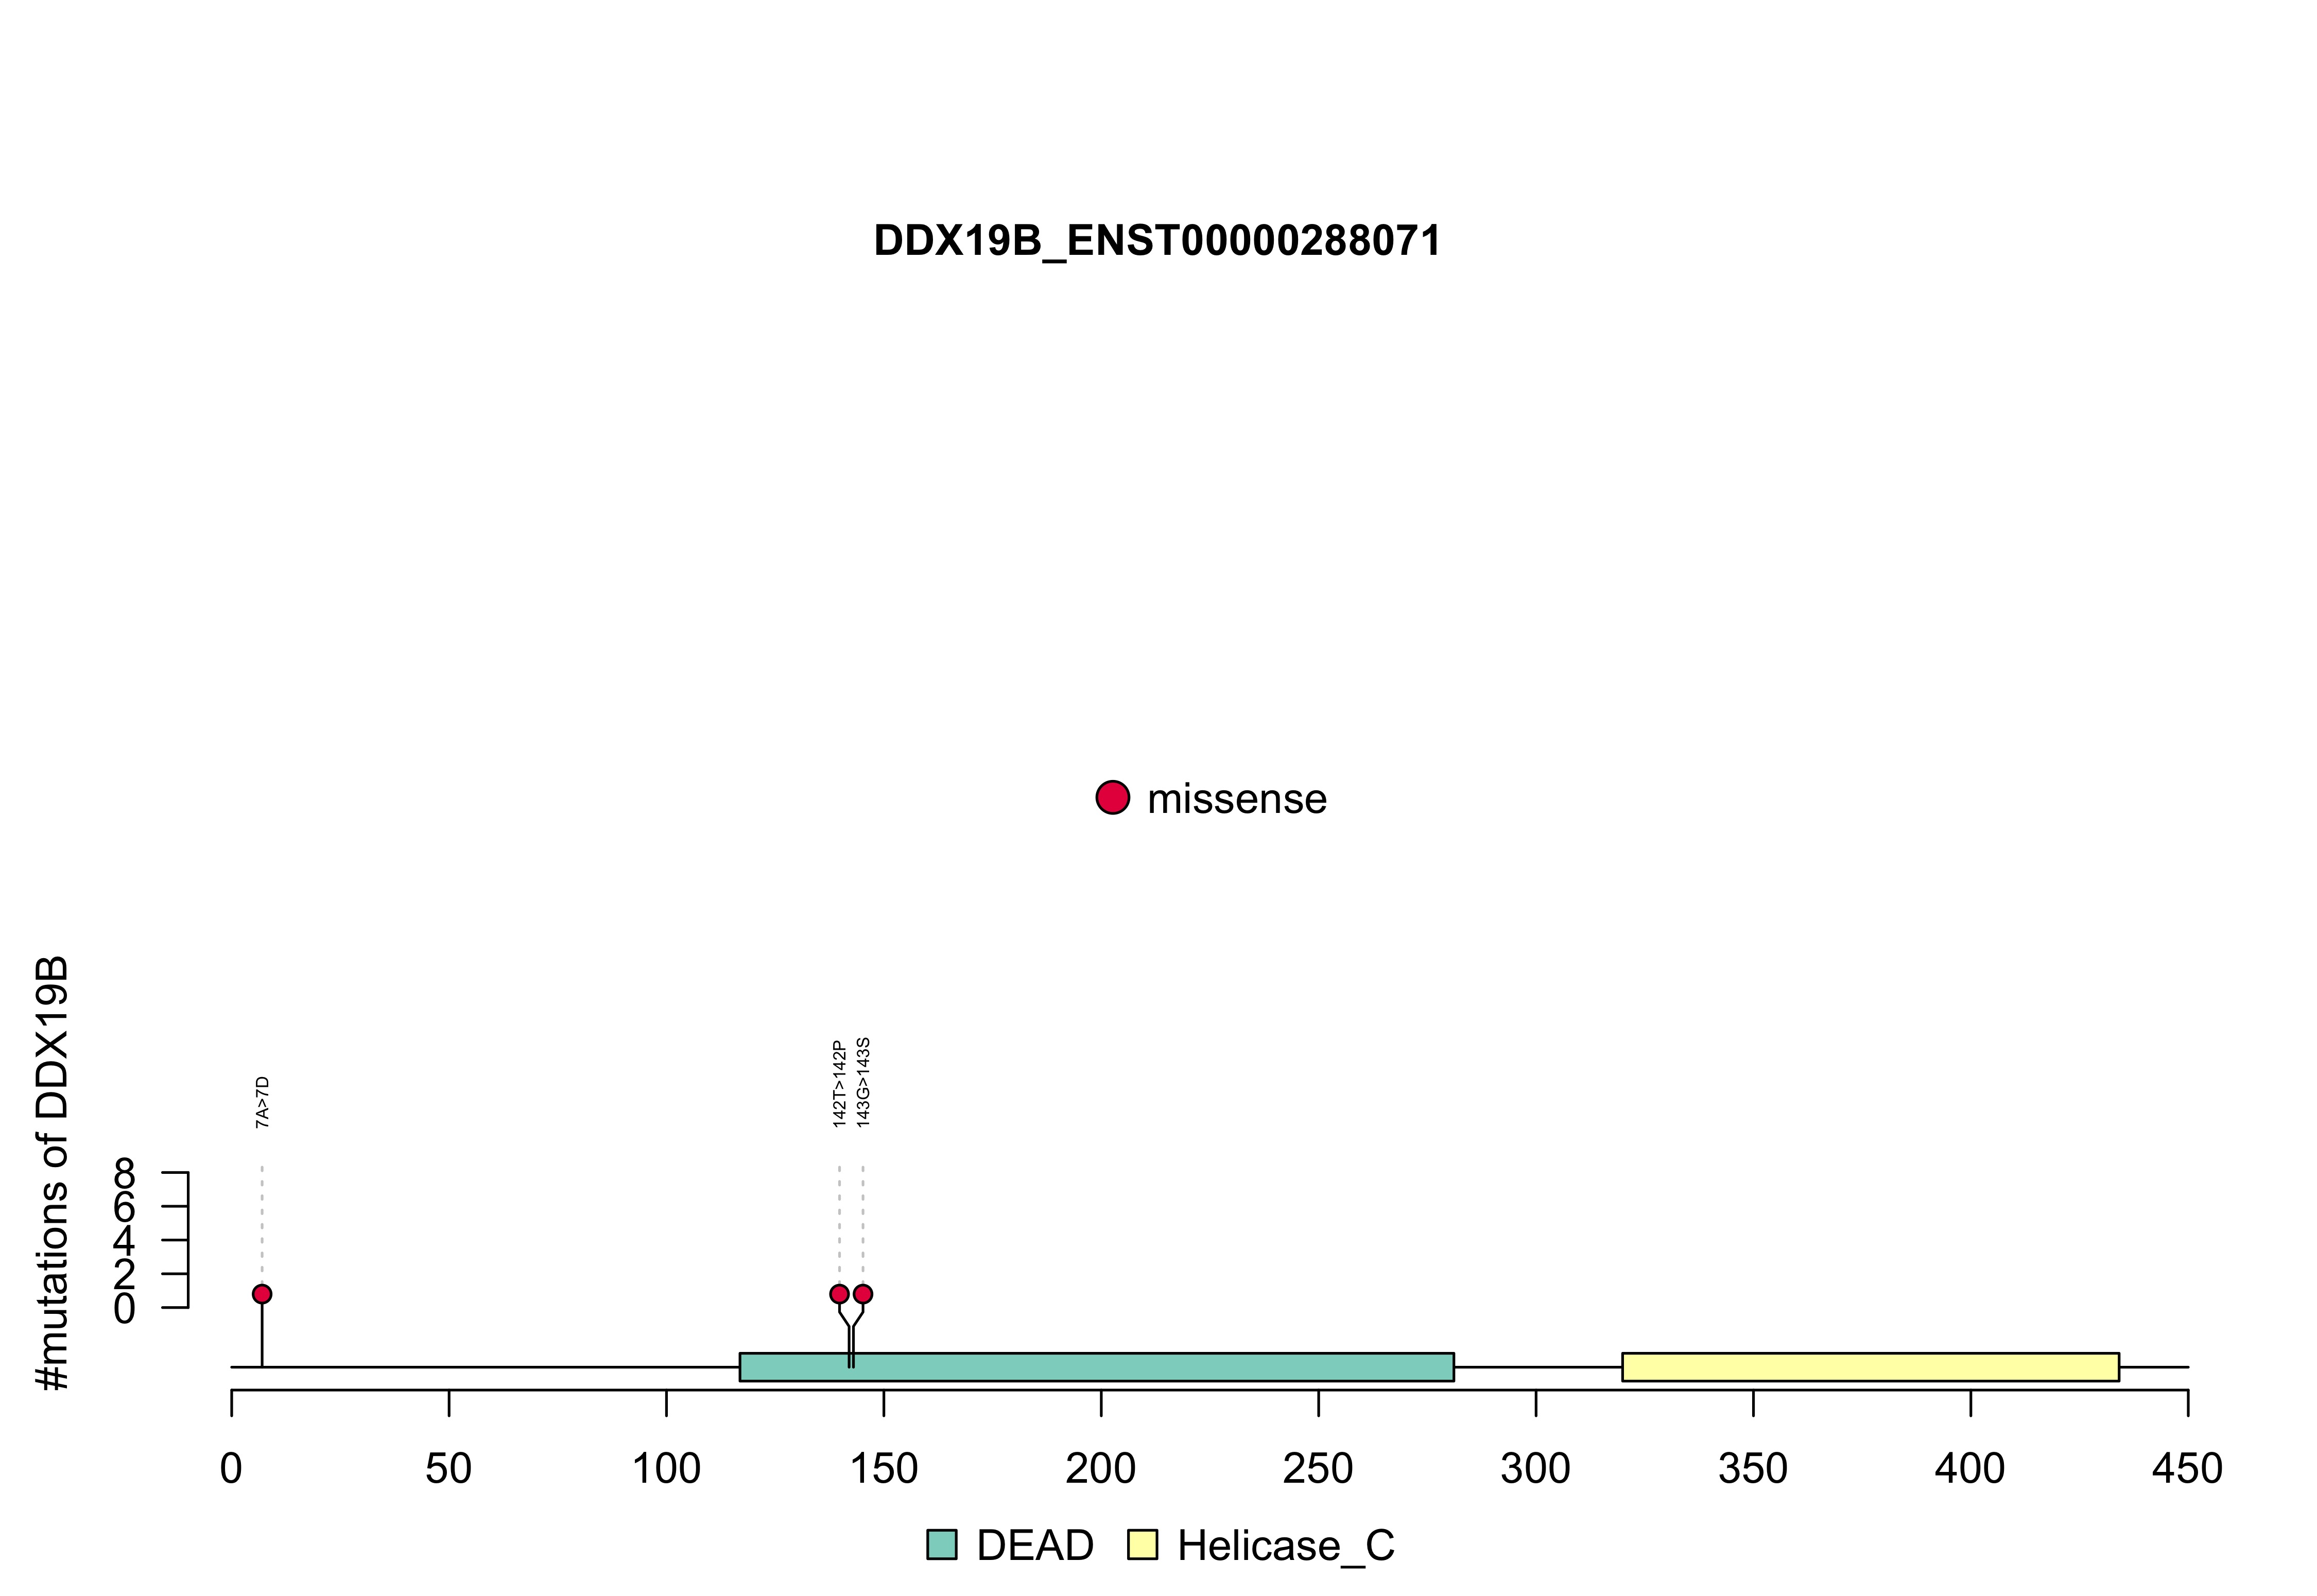 DDX19B_ENST00000288071
missense
#mutations of DDX19B
7A>7D
142T>142P
143G>143S
8
6
4
2
0
0 50 100 150 200 250 300 350 400 450
DEAD Helicase_C